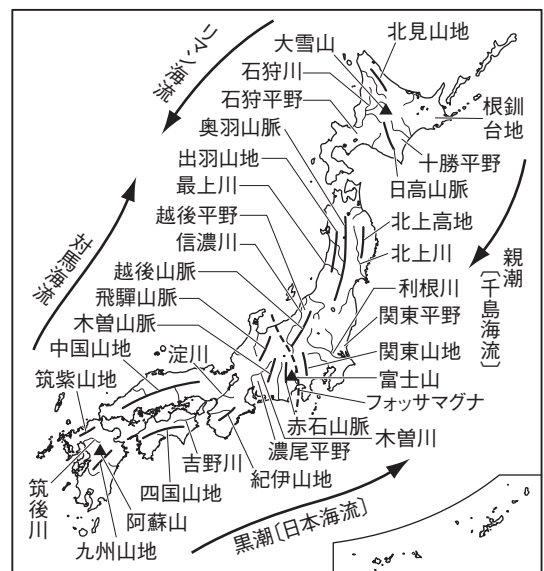 リマン海流
大雪山
北見山地
石狩川
石狩平野
根釧
台地
奥羽山脈
出羽山地
十勝平野
最上川
日高山脈
越後平野
北上高地
信濃川
北上川
対馬海流
親潮
〔千島海流〕
越後山脈
利根川
飛驒山脈
関東平野
木曽山脈
中国山地
淀川
関東山地
筑紫山地
富士山
フォッサマグナ
赤石山脈
木曽川
濃尾平野
吉野川
紀伊山地
筑後川
四国山地
阿蘇山
九州山地
黒潮〔日本海流〕